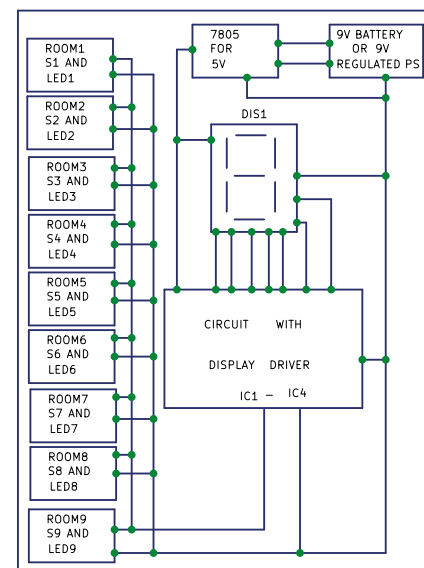 ROOM1
S1 AND
LED1
ROOM2
S2 AND
LED2
ROOM3
S3 AND
LED3
ROOM4
S4 AND
LED4
ROOM5
S5 AND
LED5
ROOM6
S6 AND
LED6
ROOM7
S7 AND
LED7
ROOM8
S8 AND
LED8
ROOM9
S9 AND
LED9
7805
FOR
5V
9V BATTERY
OR 9V
REGULATED PS
DIS1
CIRCUIT WITH
DISPLAY DRIVER
IC1 - IC4